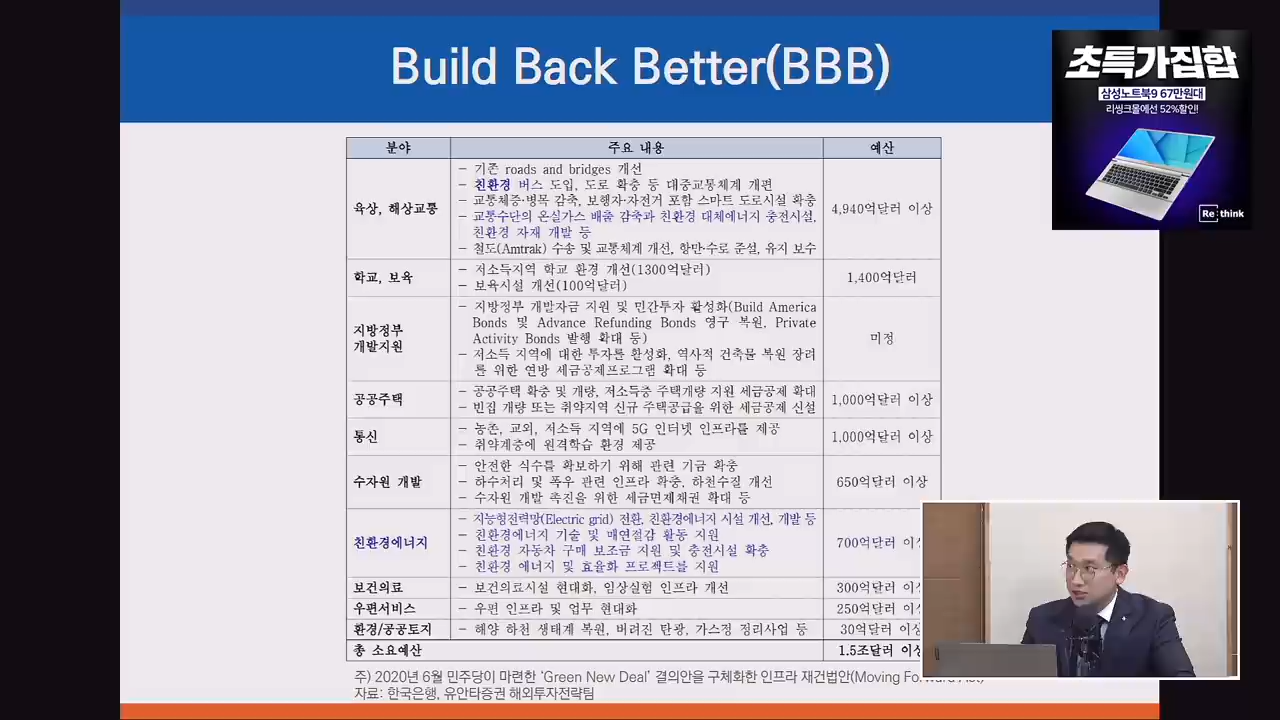 Build Back Better(BBB)
초특가집합
삼성노트북9 67만원대
리씽크몰에선 52%할인!
Re:think
분야 주요 내용 예산
육상, 해상교통
- 기존 roads and bridges 개선
- 친환경 버스 도입, 도로 확충 등 대중교통체계 개편
- 교통체증·병목 감축, 보행자·자전거 포함 스마트 도로시설 확충
- 교통수단의 온실가스 배출 감축과 친환경 대체에너지 충전시설,
친환경 자재 개발 등
- 철도(Amtrak) 수송 및 교통체계 개선, 항만·수로 준설, 유지 보수
4,940억달러 이상
학교, 보육
- 저소득지역 학교 환경 개선(1300억달러)
- 보육시설 개선(100억달러)
1,400억달러
지방정부
개발지원
- 지방정부 개발자금 지원 및 민간투자 활성화(Build America
Bonds 및 Advance Refunding Bonds 영구 복원, Private
Activity Bonds 발행 확대 등)
- 저소득 지역에 대한 투자를 활성화, 역사적 건축물 복원 장려
를 위한 연방 세금공제프로그램 확대 등
미정
공공주택
- 공공주택 확충 및 개량, 저소득층 주택개량 지원 세금공제 확대
- 빈집 개량 또는 취약지역 신규 주택공급을 위한 세금공제 신설
1,000억달러 이상
통신
- 농촌, 교외, 저소득 지역에 5G 인터넷 인프라를 제공
- 취약계층에 원격학습 환경 제공
1,000억달러 이상
수자원 개발
- 안전한 식수를 확보하기 위해 관련 기금 확충
- 하수처리 및 폭우 관련 인프라 확충, 하천수질 개선
- 수자원 개발 촉진을 위한 세금면제채권 확대 등
650억달러 이상
친환경에너지
- 지능형전력망(Electric grid) 전환, 친환경에너지 시설 개선, 개발 등
- 친환경에너지 기술 및 매연절감 활동 지원
- 친환경 자동차 구매 보조금 지원 및 충전시설 확충
- 친환경 에너지 및 효율화 프로젝트를 지원
700억달러 이
보건의료 - 보건의료시설 현대화, 임상실험 인프라 개선 300억달러 이
우편서비스 - 우편 인프라 및 업무 현대화 250억달러 이
환경/공공토지 - 해양 하천 생태계 복원, 버려진 탄광, 가스정 정리사업 등 30억달러 이
총 소요예산 1.5조달러 이
주) 2020년 6월 민주당이 마련한 'Green New Deal' 결의안을 구체화한 인프라 재건법안(Moving Forward Act)
자료: 한국은행, 유안타증권 해외투자전략팀